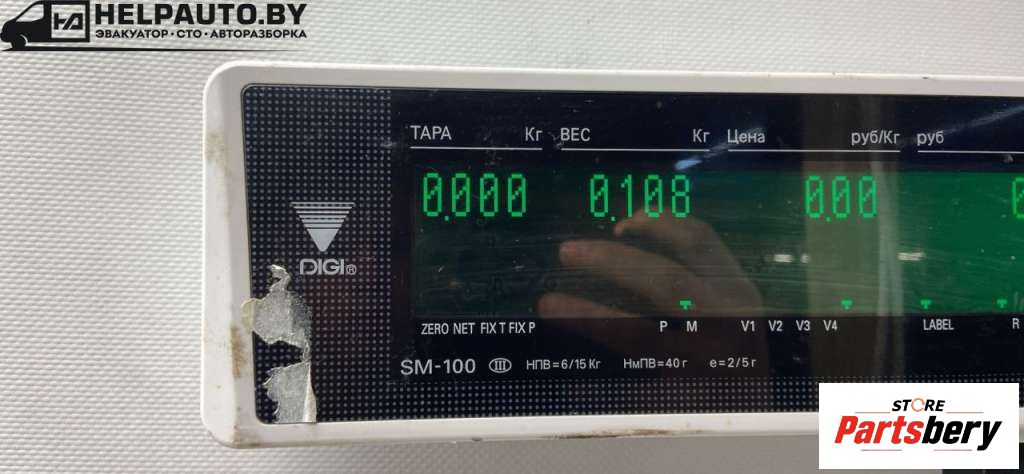 HELPAUTO.BY
ЭВАКУАТОР•СТО•АВТОРАЗБОРКА
ТАРА Кг ВЕС Кг Цена руб/Кг руб
0.000 0.108 0.00 0
DIGI®
ZERO NET FIX T FIX P P M V1 V2 V3 V4 LABEL R
SM-100 III НПВ=6/15 Кг НмПВ=40 г е=2/5 г
STORE
Partsbery